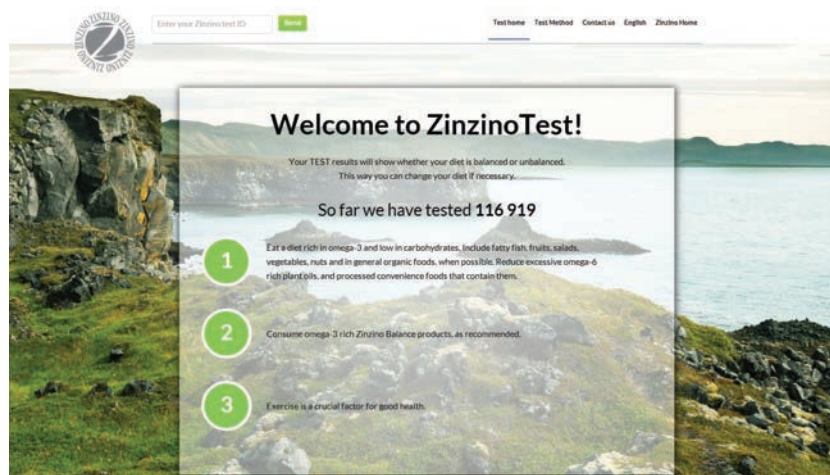 ZINZINO ZINZINO ZINZINO ZINZINO
Enter your Zinzinotest ID
Send
Test home Test Method Contact us English Zinzino Home
Welcome to ZinzinoTest!
Your TEST results will show whether your diet is balanced or unbalanced.
This way you can change your diet if necessary.
So far we have tested 116 919
1
Eat a diet rich in omega-3 and low in carbohydrates. Include fatty fish, fruits, salads,
vegetables, nuts and in general organic foods, when possible. Reduce excessive omega-6
rich plant oils, and processed convenience foods that contain them.
2
Consume omega-3 rich Zinzino Balance products, as recommended.
3
Exercise is a crucial factor for good health.